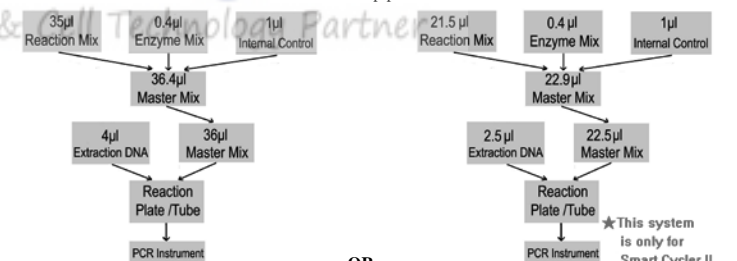 & Cell Technology Partner
35µl
Reaction Mix
0.4µl
Enzyme Mix
1µl
Internal Control
36.4µl
Master Mix
4µl
Extraction DNA
36µl
Master Mix
Reaction
Plate /Tube
PCR Instrument
OR
21.5 µl
Reaction Mix
0.4 µl
Enzyme Mix
1µl
Internal Control
22.9µl
Master Mix
2.5 µl
Extraction DNA
22.5µl
Master Mix
Reaction
Plate /Tube
PCR Instrument
★This system
is only for
Smart Cycler II